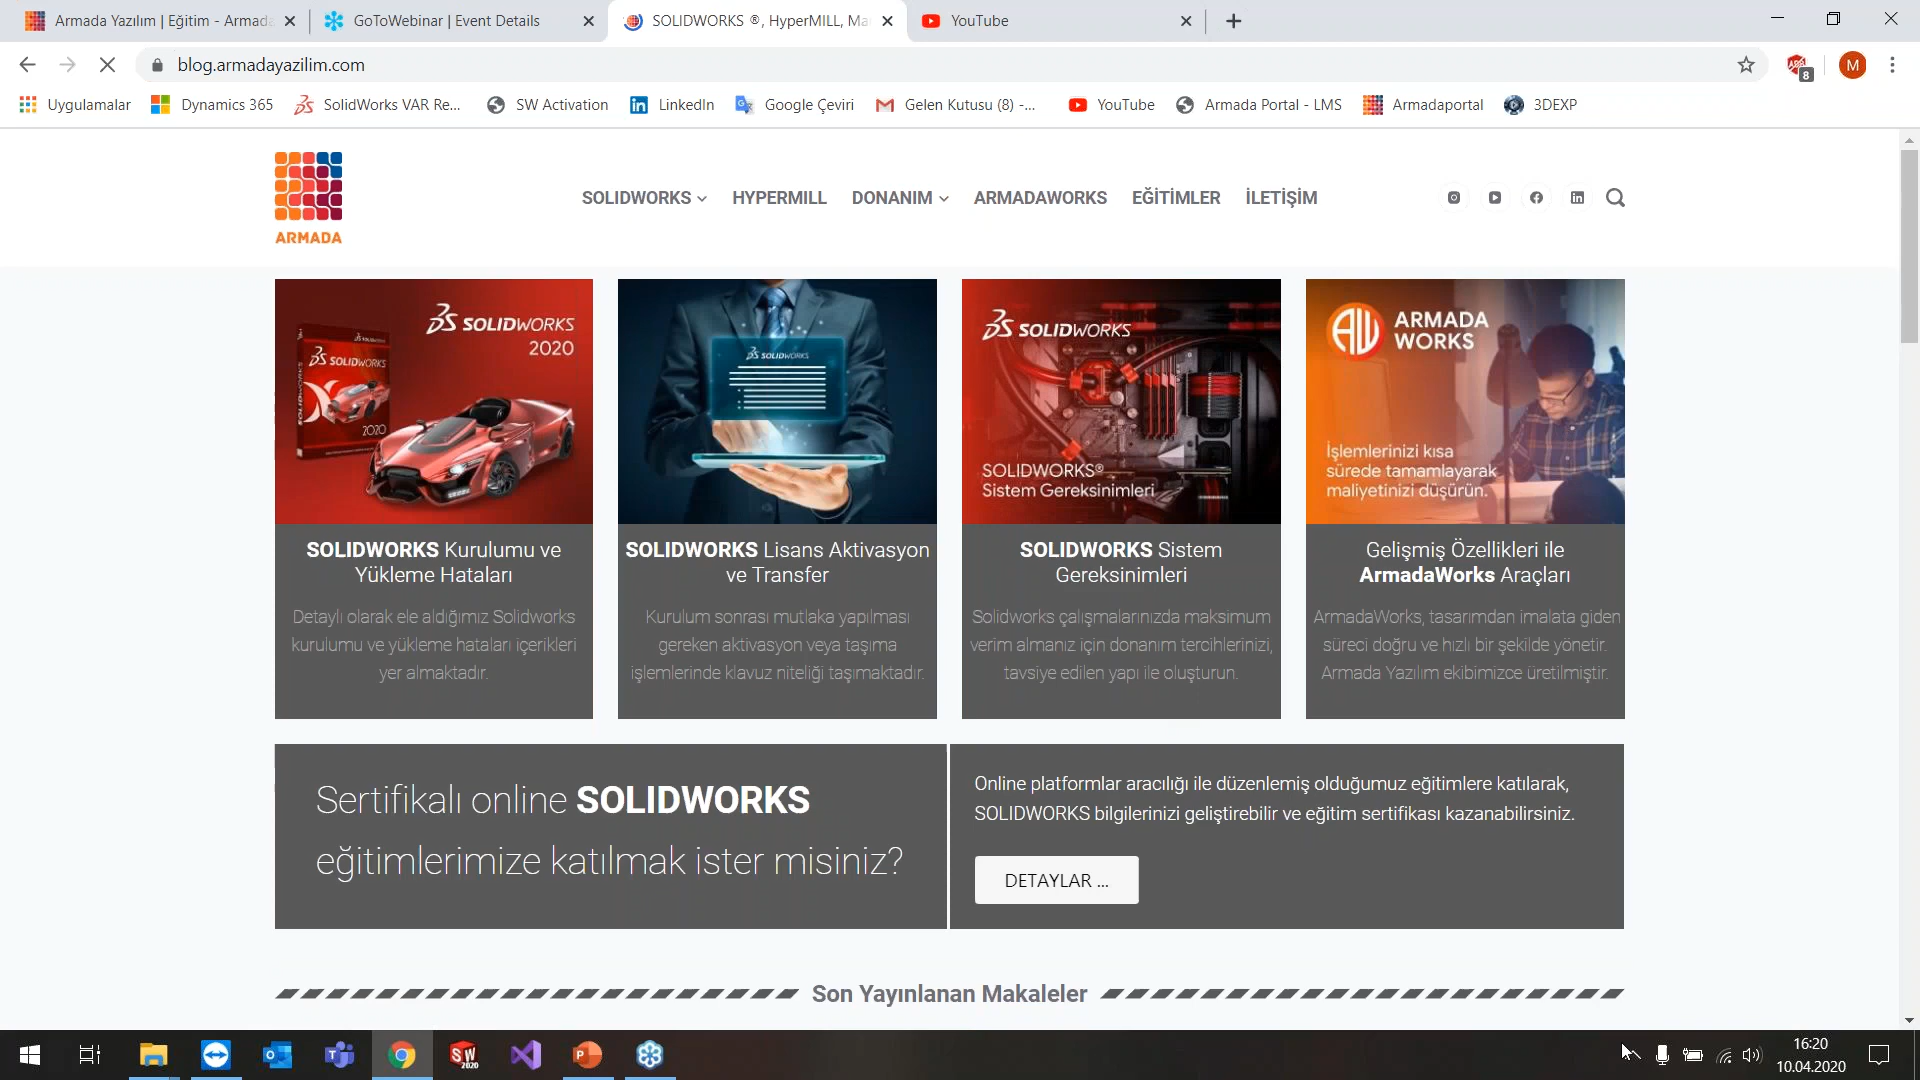 Armada Yazılım | Eğitim - Armada
GoToWebinar | Event Details
SOLIDWORKS ®, HyperMILL, Ma
YouTube
blog.armadayazilim.com
8
M
Uygulamalar
Dynamics 365
SolidWorks VAR Re...
SW Activation
LinkedIn
Google Çeviri
Gelen Kutusu (8) -...
YouTube
Armada Portal - LMS
Armadaportal
3DEXP
ARMADA
SOLIDWORKS
HYPERMILL
DONANIM
ARMADAWORKS
EĞİTİMLER
İLETİŞİM
SOLIDWORKS
2020
SOLIDWORKS
2020
SOLIDWORKS Kurulumu ve
Yükleme Hataları
Detaylı olarak ele aldığımız Solidworks
kurulumu ve yükleme hataları içerikleri
yer almaktadır.
SOLIDWORKS
SOLIDWORKS Lisans Aktivasyon
ve Transfer
Kurulum sonrası mutlaka yapılması
gereken aktivasyon veya taşıma
işlemlerinde klavuz niteliği taşımaktadır.
SOLIDWORKS
SOLIDWORKS®
Sistem Gereksinimleri
SOLIDWORKS Sistem
Gereksinimleri
Solidworks çalışmalarınızda maksimum
verim almanız için donanım tercihlerinizi,
tavsiye edilen yapı ile oluşturun.
ARMADA
WORKS
İşlemlerinizi kısa
sürede tamamlayarak
maliyetinizi düşürün.
Gelişmiş Özellikleri ile
ArmadaWorks Araçları
ArmadaWorks, tasarımdan imalata giden
süreci doğru ve hızlı bir şekilde yönetir.
Armada Yazılım ekibimizce üretilmiştir.
Sertifikalı online SOLIDWORKS
eğitimlerimize katılmak ister misiniz?
Online platformlar aracılığı ile düzenlemiş olduğumuz eğitimlere katılarak,
SOLIDWORKS bilgilerinizi geliştirebilir ve eğitim sertifikası kazanabilirsiniz.
DETAYLAR ...
Son Yayınlanan Makaleler
SW
2020
16:20
10.04.2020